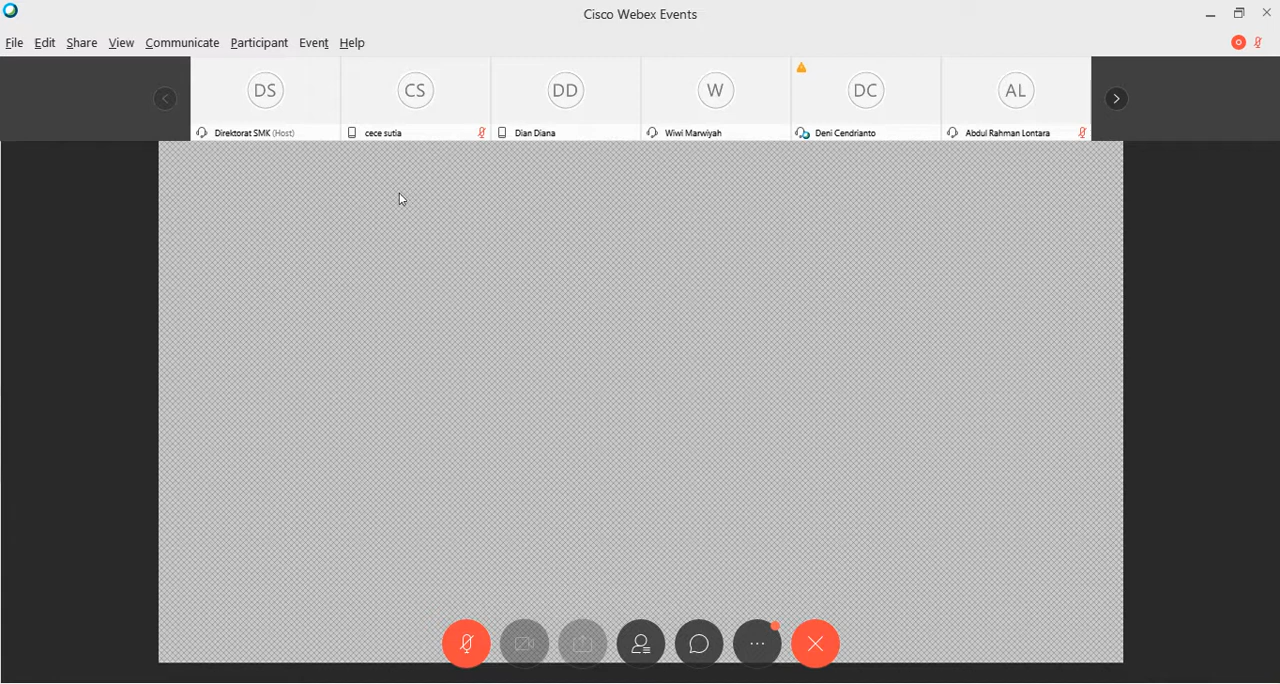 Cisco Webex Events
File Edit Share View Communicate Participant Event Help
DS CS DD W DC AL
Direktorat SMK (Host) cece sutia Dian Diana Wiwi Marwiyah Deni Cendrianto Abdul Rahman Lontara